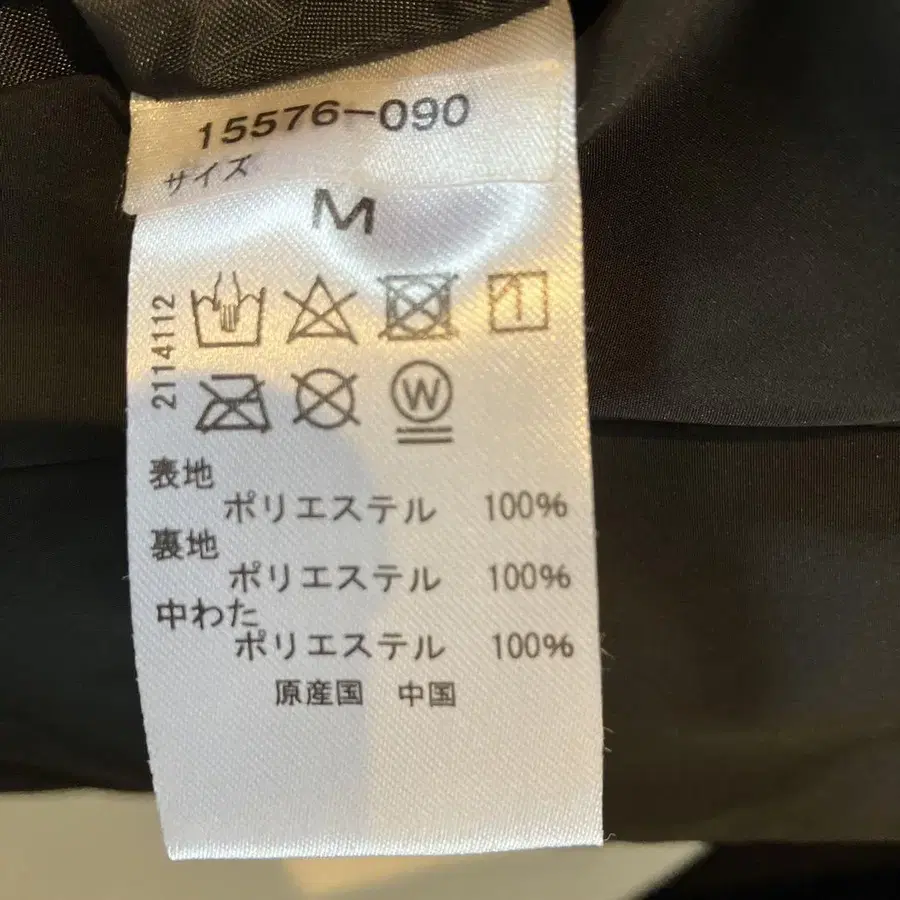 15576-090
サイズ
M
2114112
W
表地
ポリエステル 100%
裏地
ポリエステル 100%
中わた
ポリエステル 100%
原産国 中国